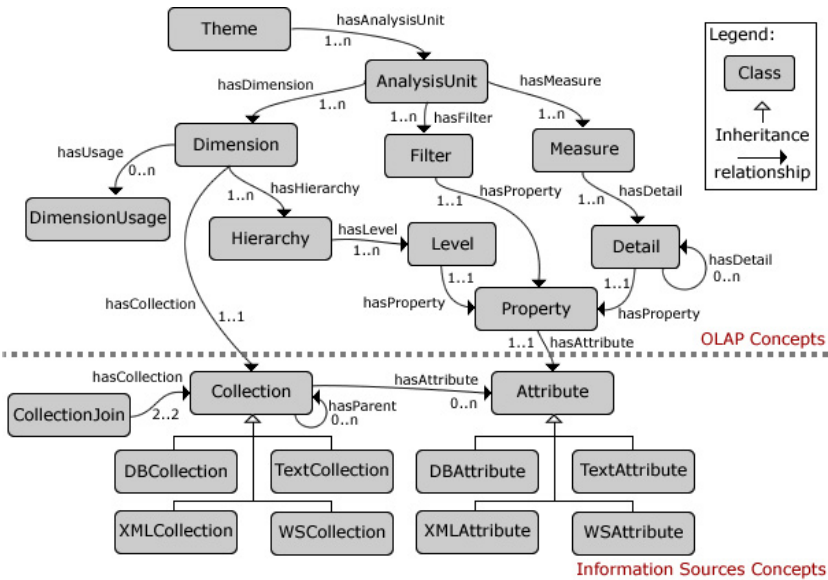 Theme
hasAnalysisUnit
1..n
Legend:
Class
Inheritance
relationship
AnalysisUnit
hasDimension
1..n
1..n
hasFilter
hasMeasure
1..n
Dimension
Filter
Measure
hasUsage
0..n
DimensionUsage
1..n
hasHierarchy
Hierarchy
hasLevel
1..n
Level
1..1
hasProperty
1..n
hasDetail
Detail
hasDetail
0..n
hasCollection
1..1
1..1
hasProperty
1..1
hasProperty
Property
1..1
hasAttribute
OLAP Concepts
CollectionJoin
hasCollection
2..2
Collection
hasParent
0..n
hasAttribute
0..n
Attribute
DBCollection
TextCollection
XMLCollection
WSCollection
DBAttribute
TextAttribute
XMLAttribute
WSAttribute
Information Sources Concepts